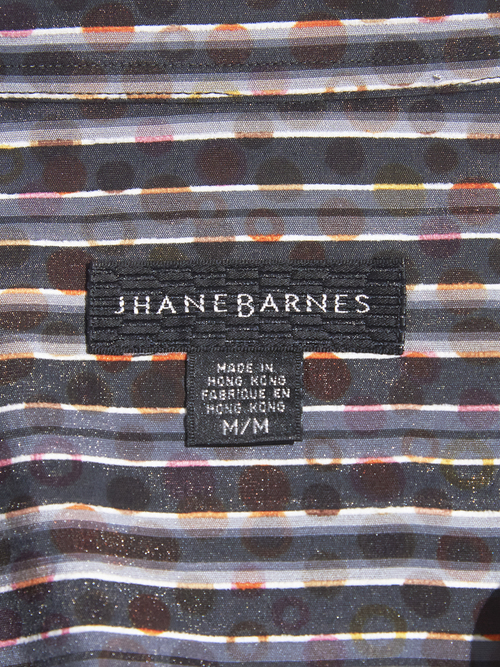 JHANEBARNES
MADE IN
HONG KONG
FABRIQUE EN
HONG KONG
M/M